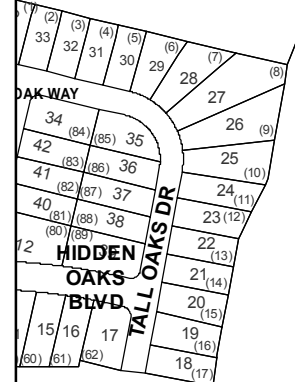 (1) (2) (3) (4) (5) (6) (7) (8)
33 32 31 30 29 28 27
OAK WAY
26 (9)
34 (84) (85) 35
25 (10)
42 (83) (86) 36
41 (82) (87) 37
24 (11)
40 (81) (88) 38
23 (12)
(80) (89)
12
22 (13)
HIDDEN
OAKS
BLVD
TALL OAKS DR
21 (14)
20 (15)
15 16 17
19 (16)
(60) (61) (62)
18 (17)